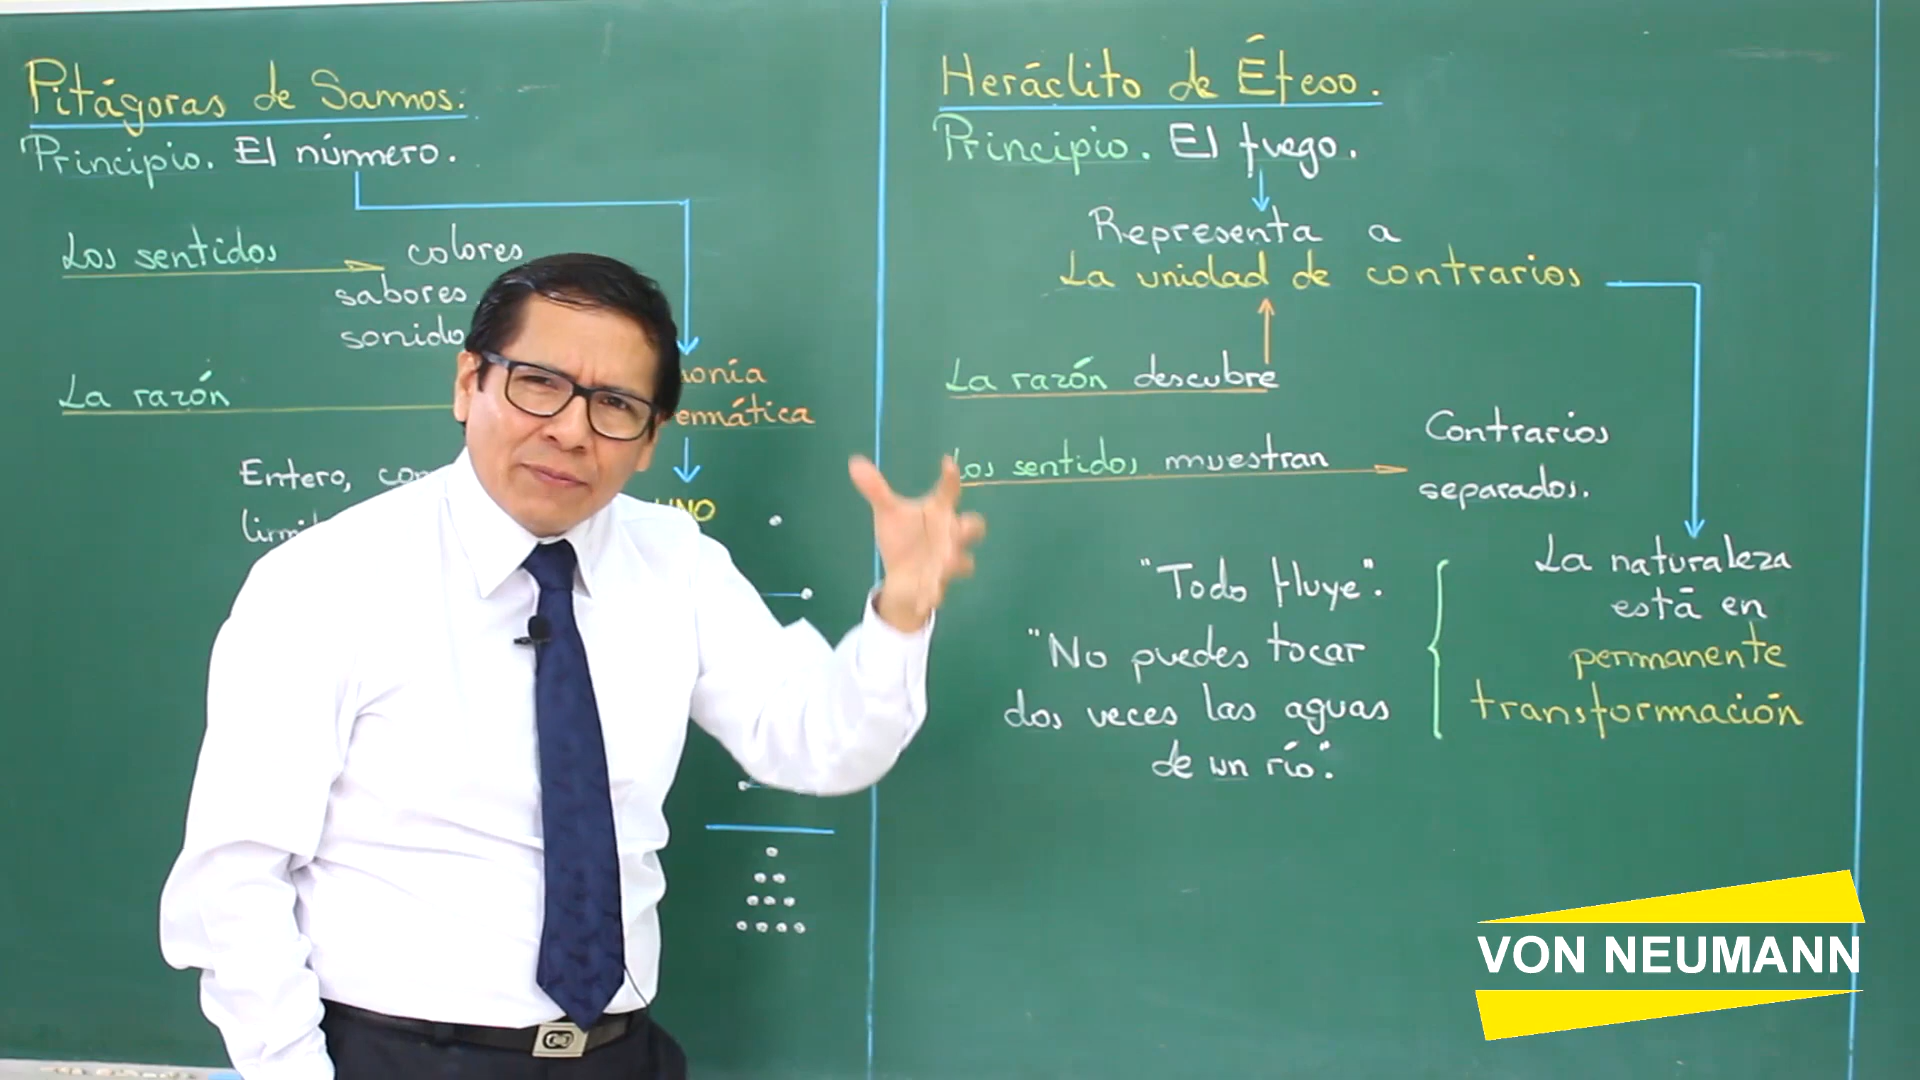 Pitágoras de Samos.
Principio. El número.
Los sentidos colores
sabores
sonido
La razón
onía
emática
Entero,
UNO
Heráclito de Éfeso.
Principio. El fuego.
Representa a
La unidad de contrarios
La razón descubre
Los sentidos muestran
Contrarios
separados.
La naturaleza
está en
permanente
transformación
"Todo fluye".
"No puedes tocar
dos veces las aguas
de un río".
VON NEUMANN